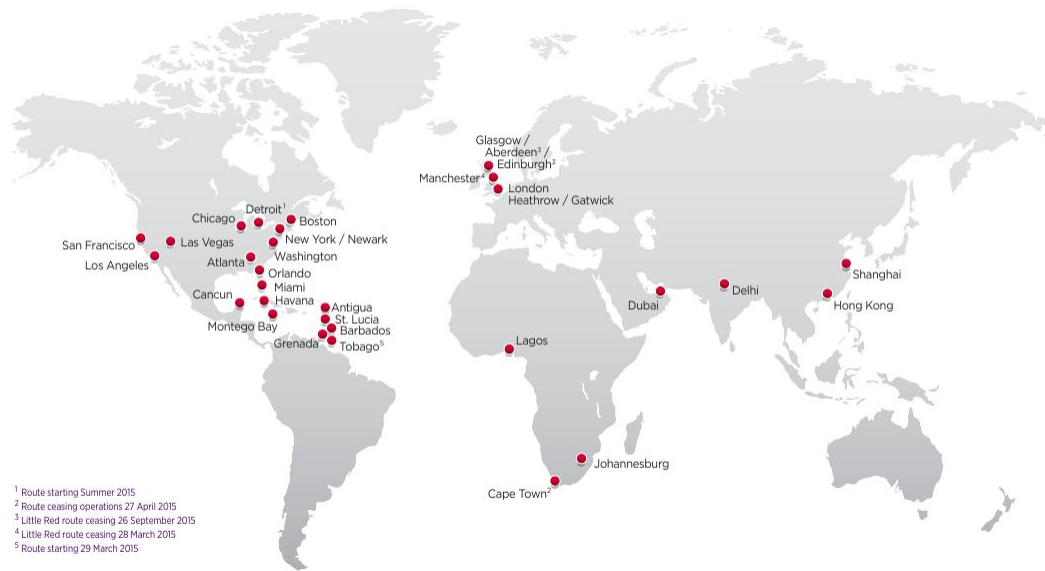 Glasgow /
Aberdeen³ /
Edinburgh³
Manchester⁴
London
Heathrow / Gatwick
Detroit¹
Chicago
Boston
New York / Newark
San Francisco
Las Vegas
Washington
Los Angeles
Atlanta
Orlando
Miami
Cancun
Havana
Antigua
St. Lucia
Montego Bay
Barbados
Grenada
Tobago⁵
Shanghai
Delhi
Dubai
Hong Kong
Lagos
Johannesburg
Cape Town²
¹ Route starting Summer 2015
² Route ceasing operations 27 April 2015
³ Little Red route ceasing 26 September 2015
⁴ Little Red route ceasing 28 March 2015
⁵ Route starting 29 March 2015